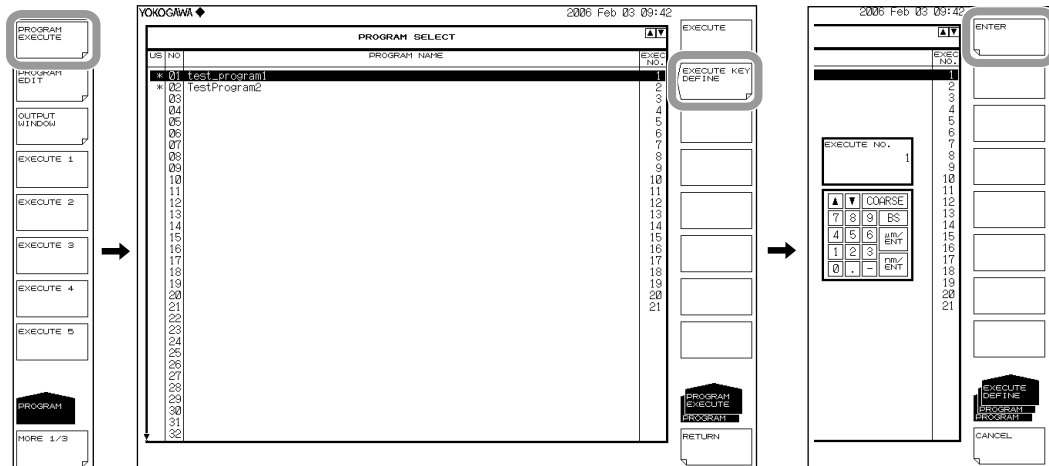 PROGRAM
EXECUTE
PROGRAM
EDIT
OUTPUT
WINDOW
EXECUTE 1
EXECUTE 2
EXECUTE 3
EXECUTE 4
EXECUTE 5
PROGRAM
MORE 1/3
YOKOGAWA 2006 Feb 03 09:42
PROGRAM SELECT ▲▼
US NO PROGRAM NAME EXEC NO.
* 01 test_program1 1
* 02 TestProgram2 2
03 3
04 4
05 5
06 6
07 7
08 8
09 9
10 10
11 11
12 12
13 13
14 14
15 15
16 16
17 17
18 18
19 19
20 20
21 21
22
23
24
25
26
27
28
29
30
31
32
EXECUTE
EXECUTE KEY
DEFINE
PROGRAM
EXECUTE
PROGRAM
RETURN
2006 Feb 03 09:42
▲▼
EXEC
NO.
1
2
3
4
5
6
7
8
9
10
11
12
13
14
15
16
17
18
19
20
21
EXECUTE NO.
1
▲ ▼ COARSE
7 8 9 BS
4 5 6 µm/ENT
1 2 3 nm/ENT
0 . -
ENTER
EXECUTE
DEFINE
PROGRAM
PROGRAM
CANCEL